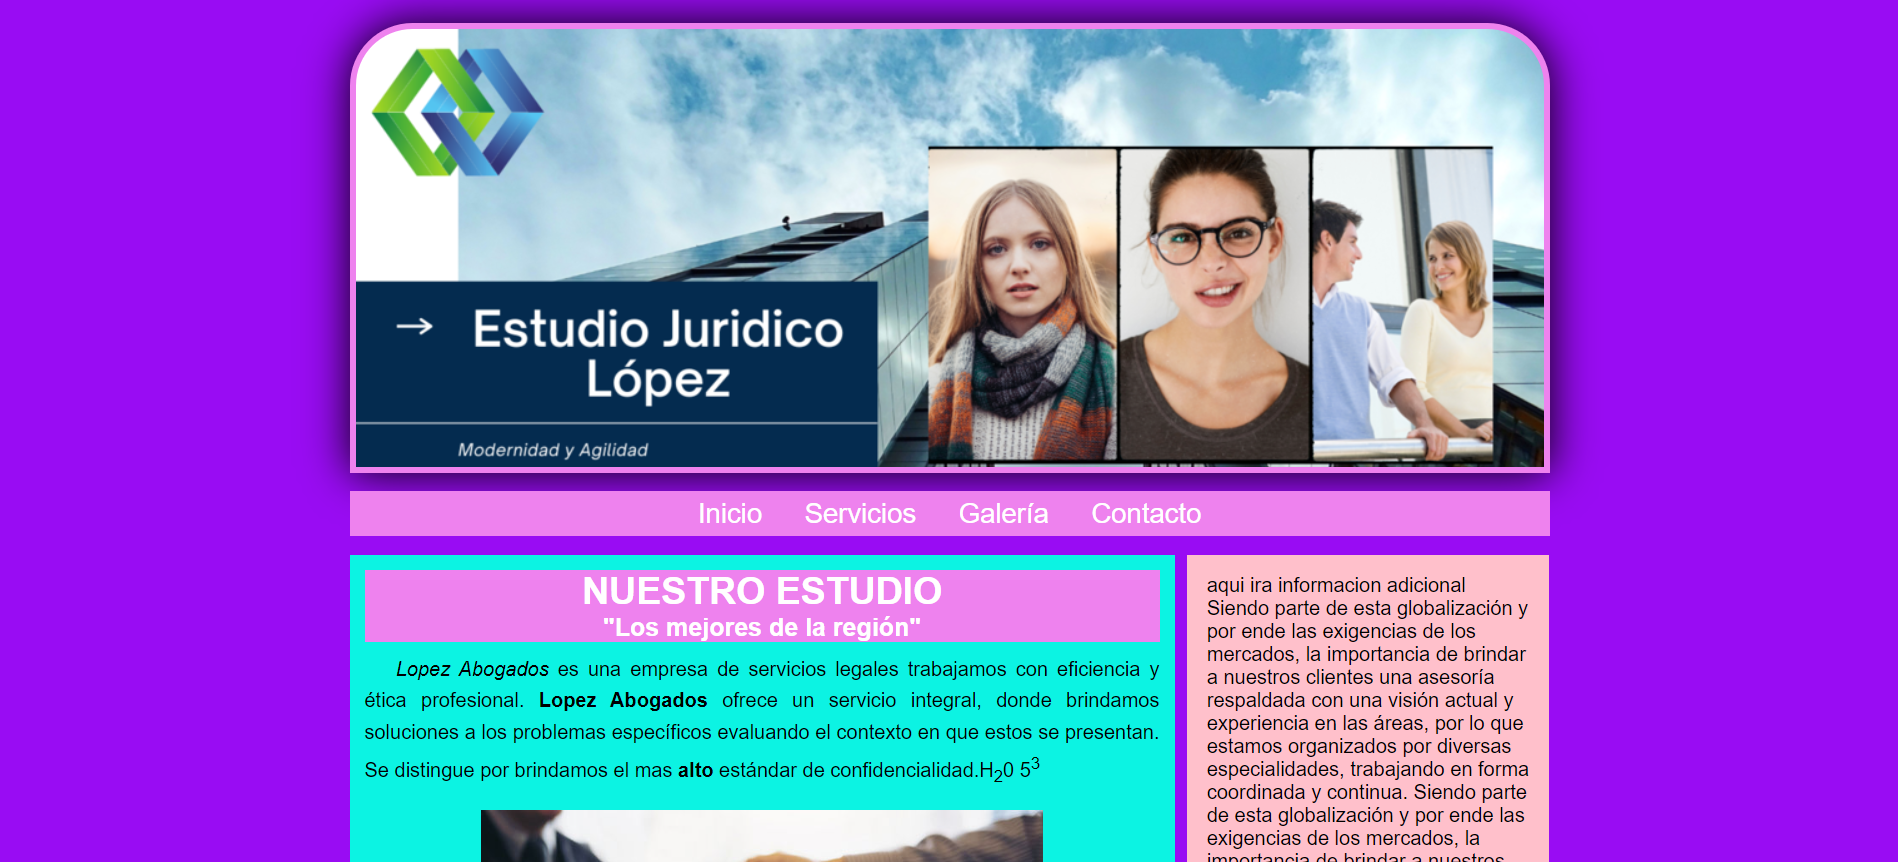 Estudio Juridico
López
Modernidad y Agilidad
Inicio Servicios Galería Contacto
NUESTRO ESTUDIO
"Los mejores de la región"
Lopez Abogados es una empresa de servicios legales trabajamos con eficiencia y
ética profesional. Lopez Abogados ofrece un servicio integral, donde brindamos
soluciones a los problemas específicos evaluando el contexto en que estos se presentan.
Se distingue por brindamos el mas alto estándar de confidencialidad.H₂0 5³
aqui ira informacion adicional
Siendo parte de esta globalización y
por ende las exigencias de los
mercados, la importancia de brindar
a nuestros clientes una asesoría
respaldada con una visión actual y
experiencia en las áreas, por lo que
estamos organizados por diversas
especialidades, trabajando en forma
coordinada y continua. Siendo parte
de esta globalización y por ende las
exigencias de los mercados, la
importancia de brindar a nuestros